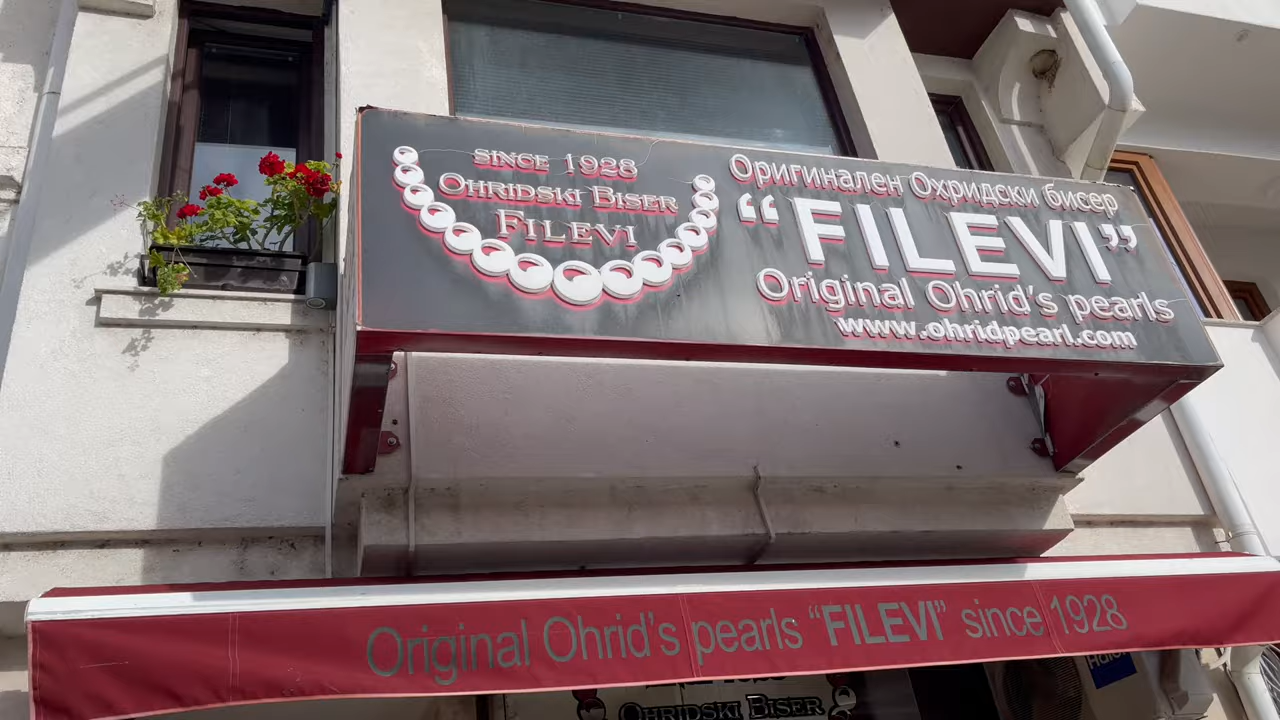 SINCE 1928
OHRIDSKI BISER
FILEVI
Оригинален Охридски бисер
“FILEVI”
Original Ohrid's pearls
www.ohridpearl.com
Original Ohrid's pearls “FILEVI” since 1928
OHRIDSKI BISER